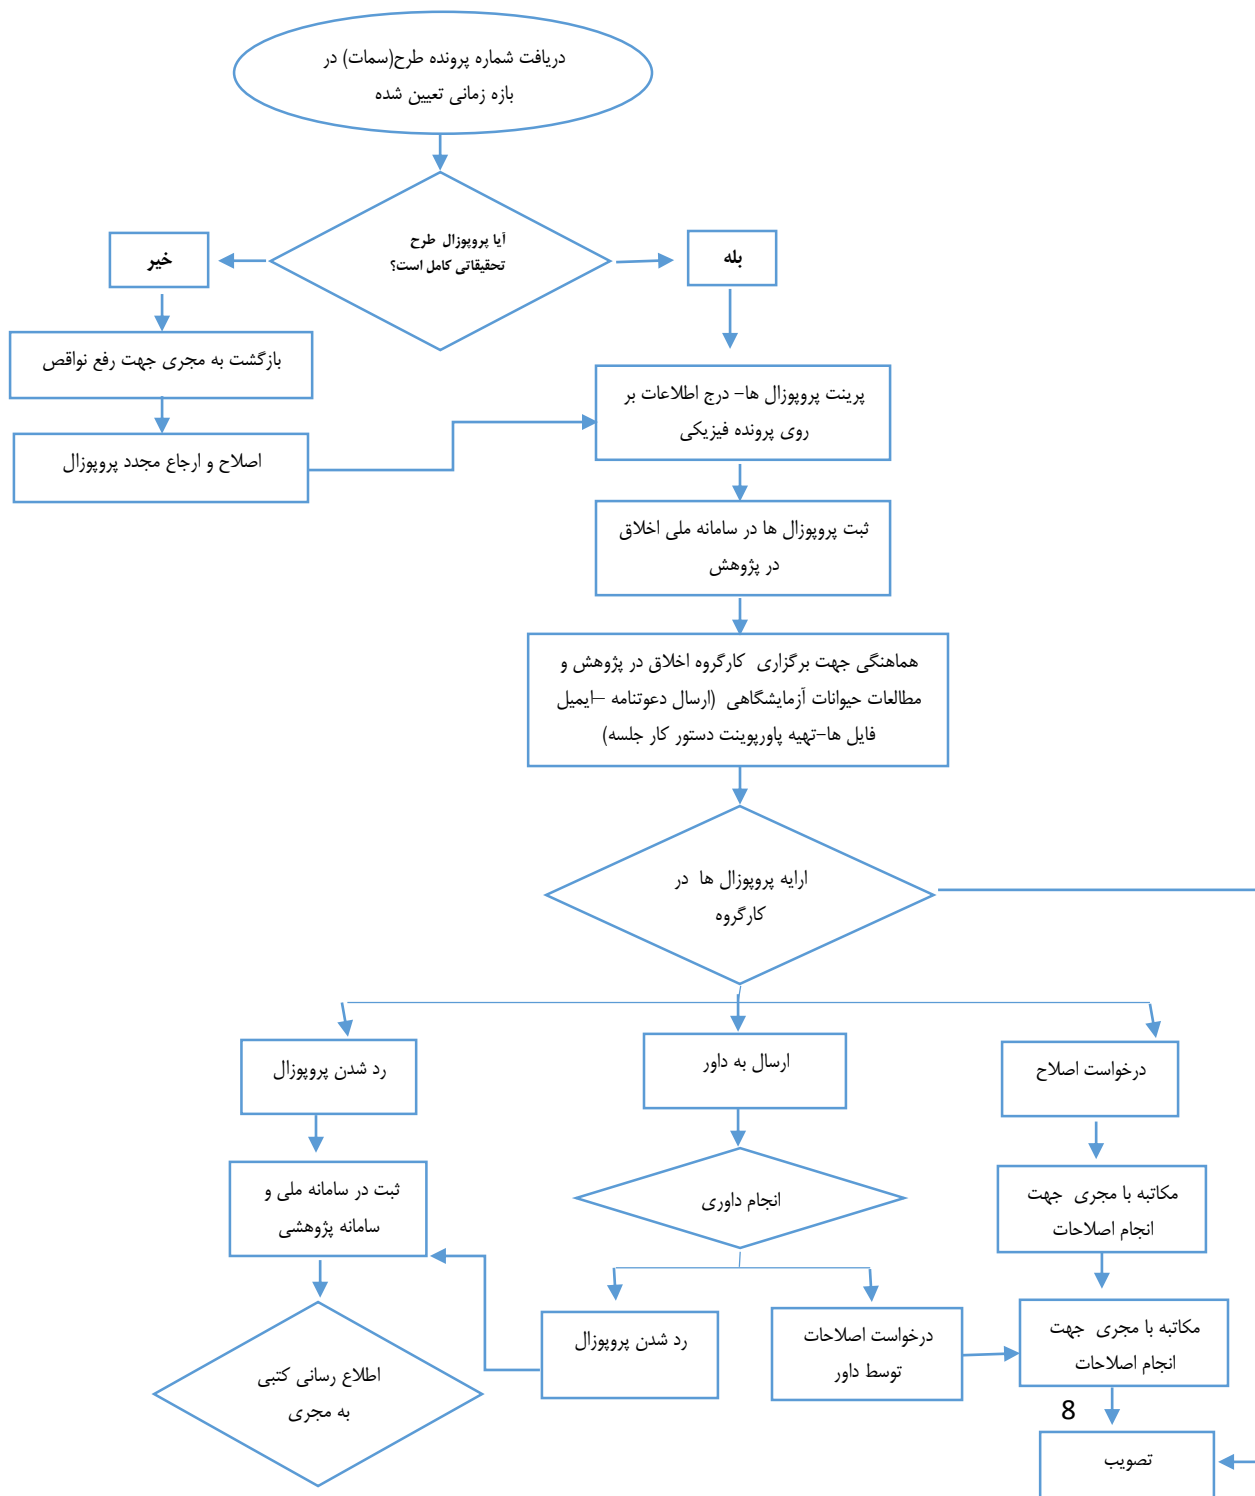 دریافت شماره پرونده طرح(سمات) در
بازه زمانی تعیین شده
آیا پروپوزال طرح
تحقیقاتی کامل است؟
بله
خیر
بازگشت به مجری جهت رفع نواقص
اصلاح و ارجاع مجدد پروپوزال
پرینت پروپوزال ها– درج اطلاعات بر
روی پرونده فیزیکی
ثبت پروپوزال ها در سامانه ملی اخلاق
در پژوهش
هماهنگی جهت برگزاری کارگروه اخلاق در پژوهش و
مطالعات حیوانات آزمایشگاهی (ارسال دعوتنامه –ایمیل
فایل ها–تهیه پاورپوینت دستور کار جلسه)
ارایه پروپوزال ها در
کارگروه
درخواست اصلاح
ارسال به داور
رد شدن پروپوزال
مکاتبه با مجری جهت
انجام اصلاحات
انجام داوری
ثبت در سامانه ملی و
سامانه پژوهشی
مکاتبه با مجری جهت
انجام اصلاحات
درخواست اصلاحات
توسط داور
رد شدن پروپوزال
اطلاع رسانی کتبی
به مجری
8
تصویب